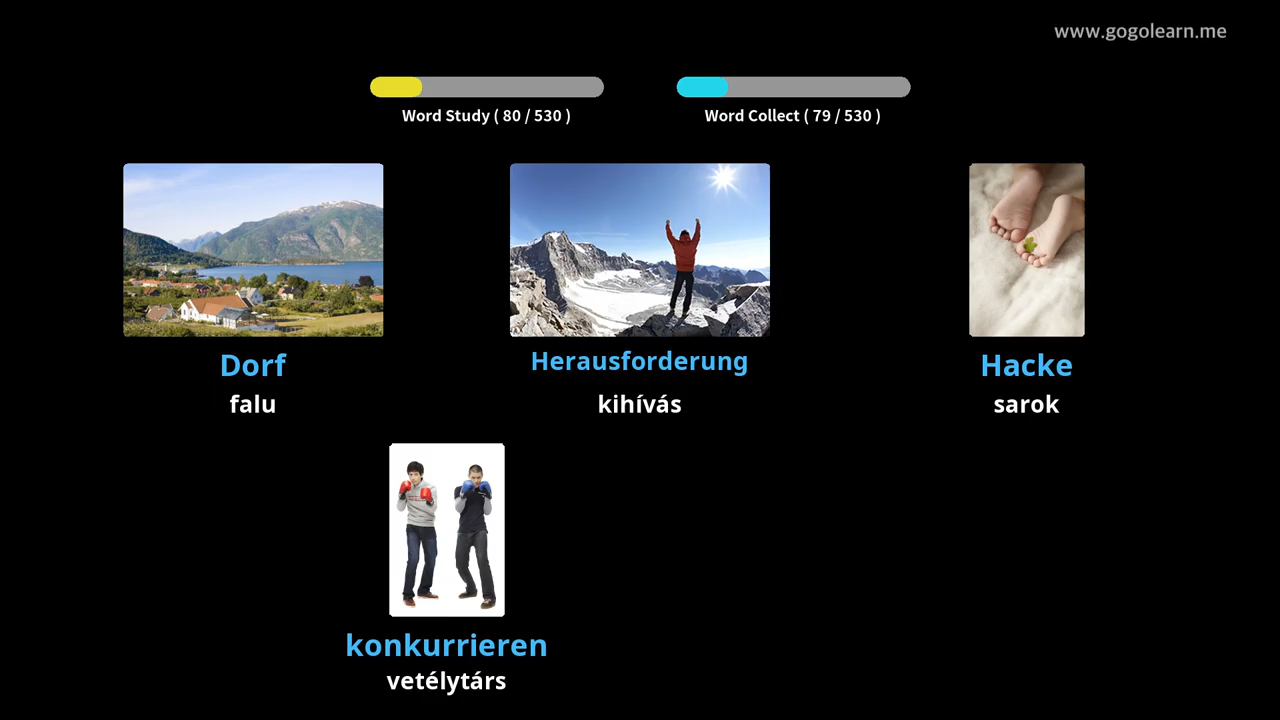 www.gogolearn.me
Word Study ( 80 / 530 )
Word Collect ( 79 / 530 )
Dorf
Herausforderung
Hacke
falu
kihívás
sarok
konkurrieren
vetélytárs